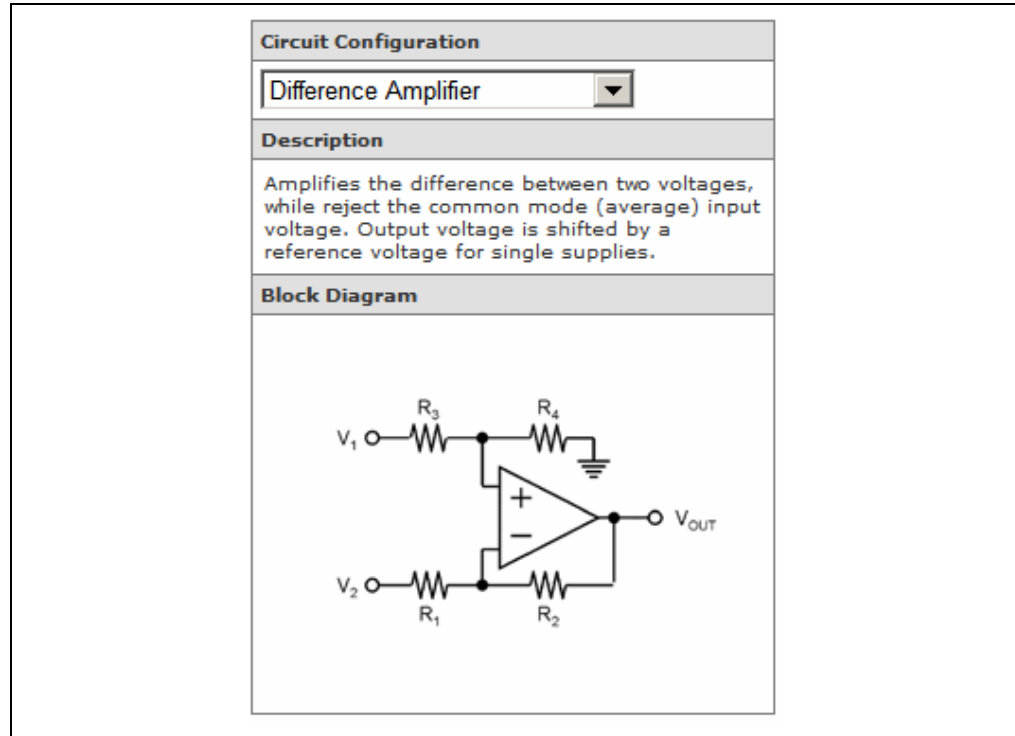 Circuit Configuration
Difference Amplifier
Description
Amplifies the difference between two voltages,
while reject the common mode (average) input
voltage. Output voltage is shifted by a
reference voltage for single supplies.
Block Diagram
R3 R4
V1
+
VOUT
−
V2
R1 R2